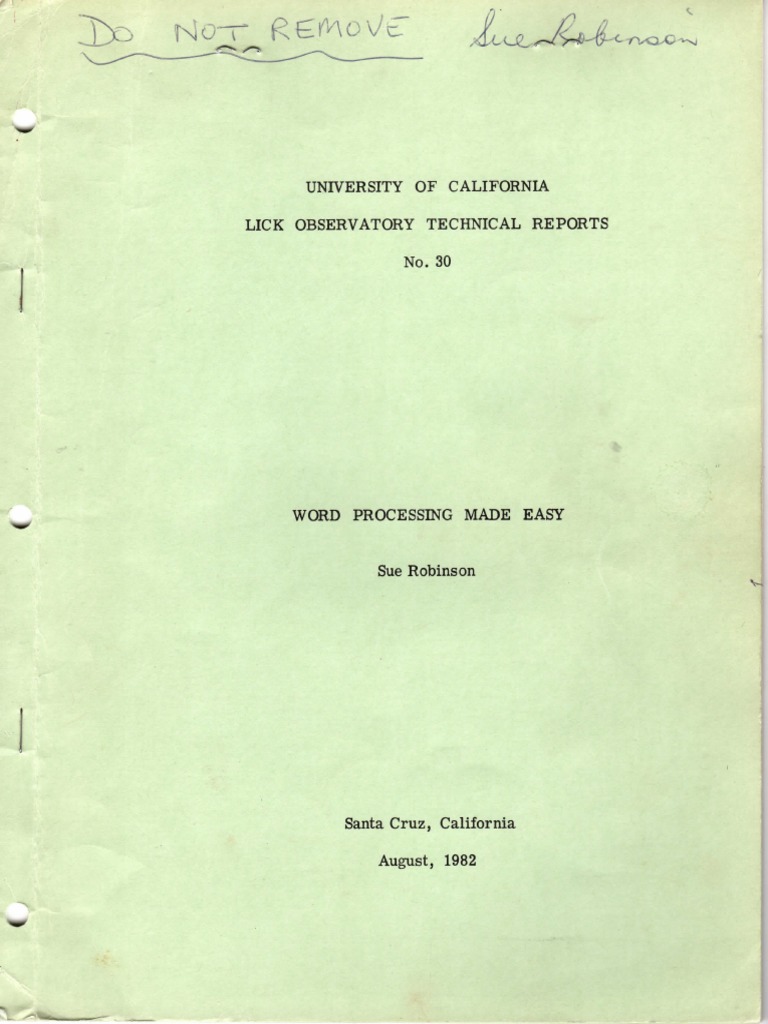 DO NOT REMOVE Sue Robinson
UNIVERSITY OF CALIFORNIA
LICK OBSERVATORY TECHNICAL REPORTS
No. 30
WORD PROCESSING MADE EASY
Sue Robinson
Santa Cruz, California
August, 1982